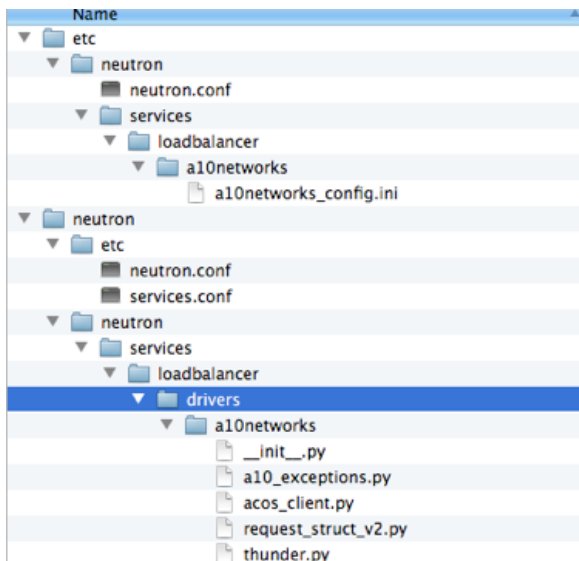 Name
etc
neutron
neutron.conf
services
loadbalancer
a10networks
a10networks_config.ini
neutron
etc
neutron.conf
services.conf
neutron
services
loadbalancer
drivers
a10networks
__init__.py
a10_exceptions.py
acos_client.py
request_struct_v2.py
thunder.py